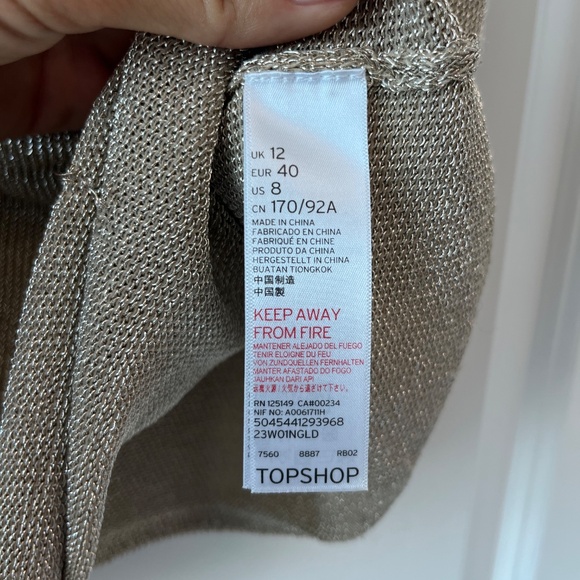 UK 12
EUR 40
US 8
CN 170/92A
MADE IN CHINA
FABRICADO EN CHINA
FABRIQUÉ EN CHINE
PRODUTO DA CHINA
HERGESTELLT IN CHINA
BUATAN TIONGKOK
中国制造
中国製
KEEP AWAY
FROM FIRE
MANTENER ALEJADO DEL FUEGO
TENIR ELOIGNE DU FEU
VON ZUNDQUELLEN FERNHALTEN
MANTER AFASTADO DO FOGO
JAUHKAN DARI API
RN 125149 CA#00234
NIF NO: A0061711H
5045441293968
23W01NGLD
7560 8887 RB02
TOPSHOP